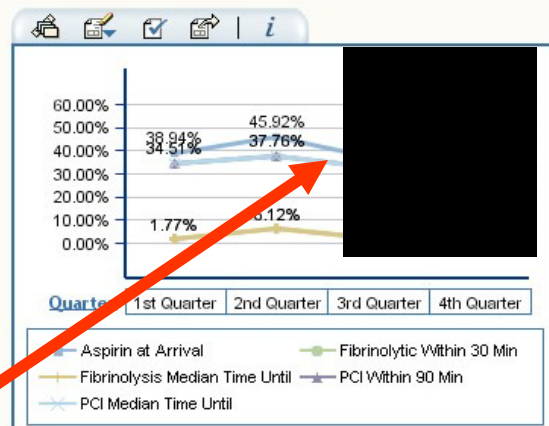 i
60.00%
50.00%
45.92%
38.94%
40.00%
37.76%
34.51%
30.00%
20.00%
10.00%
1.77%
6.12%
0.00%
Quarter 1st Quarter 2nd Quarter 3rd Quarter 4th Quarter
Aspirin at Arrival Fibrinolytic Within 30 Min
Fibrinolysis Median Time Until PCI Within 90 Min
PCI Median Time Until